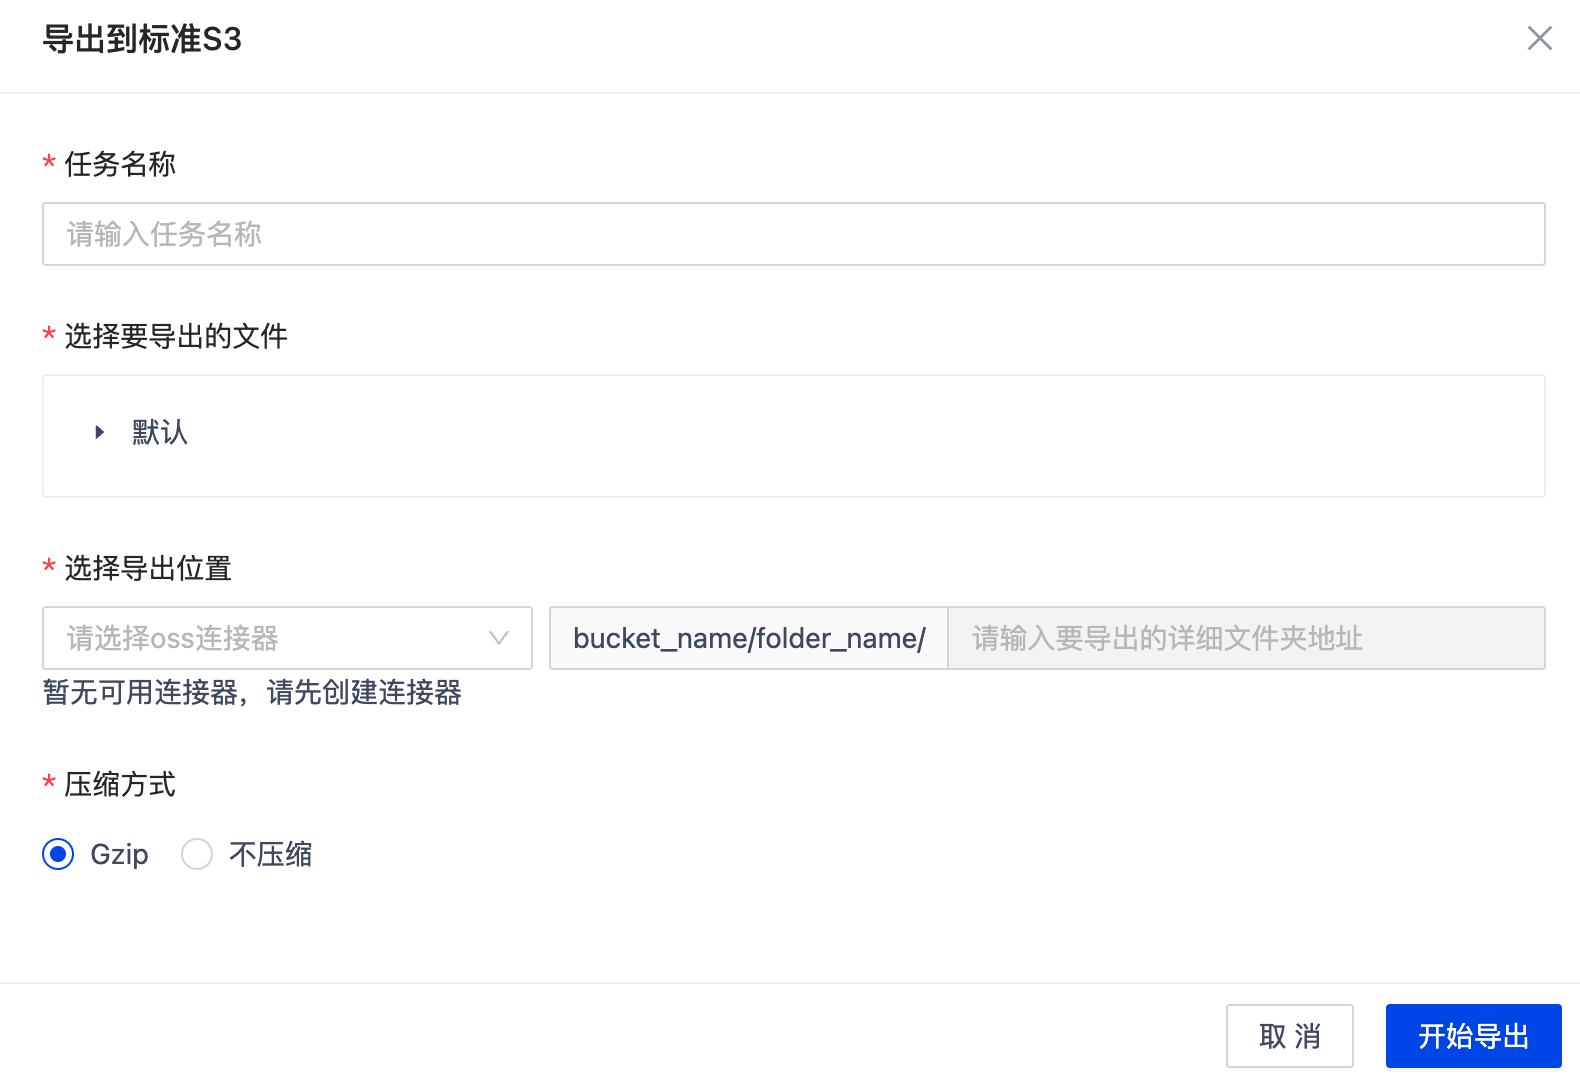 导出到标准S3
* 任务名称
请输入任务名称
* 选择要导出的文件
默认
* 选择导出位置
请选择oss连接器
bucket_name/folder_name/
请输入要导出的详细文件夹地址
暂无可用连接器，请先创建连接器
* 压缩方式
Gzip 不压缩
取 消 开始导出